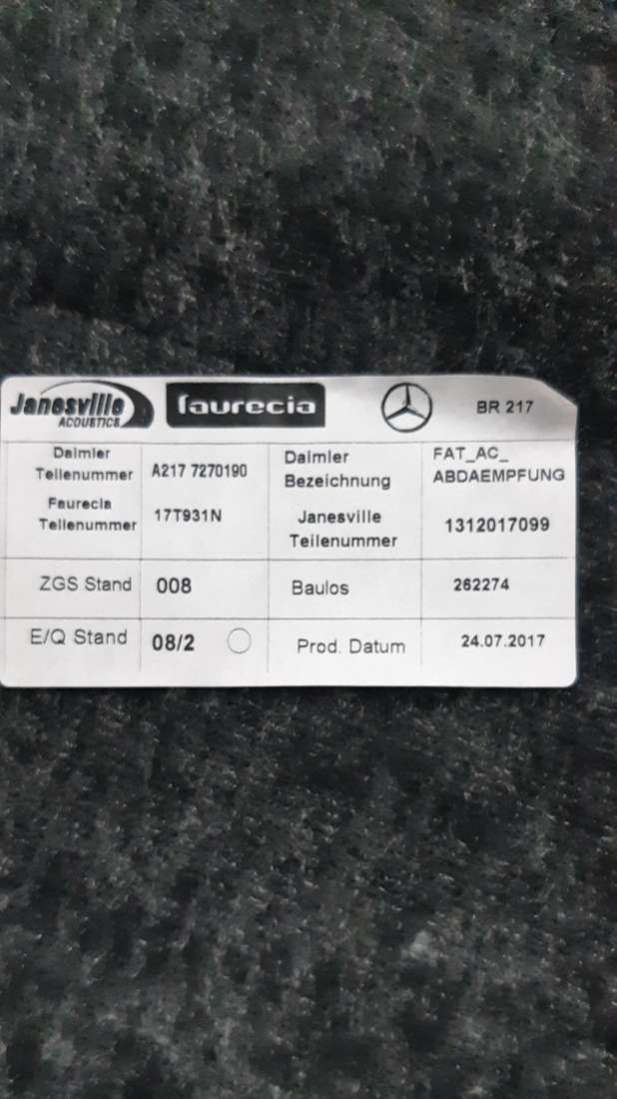 Janesville
ACOUSTICS
faurecia
BR 217
Daimler
Teilenummer
A217 7270190
Daimler
Bezeichnung
FAT_AC_
ABDAEMPFUNG
Faurecia
Teilenummer
17T931N
Janesville
Teilenummer
1312017099
ZGS Stand
008
Baulos
262274
E/Q Stand
08/2
Prod. Datum
24.07.2017